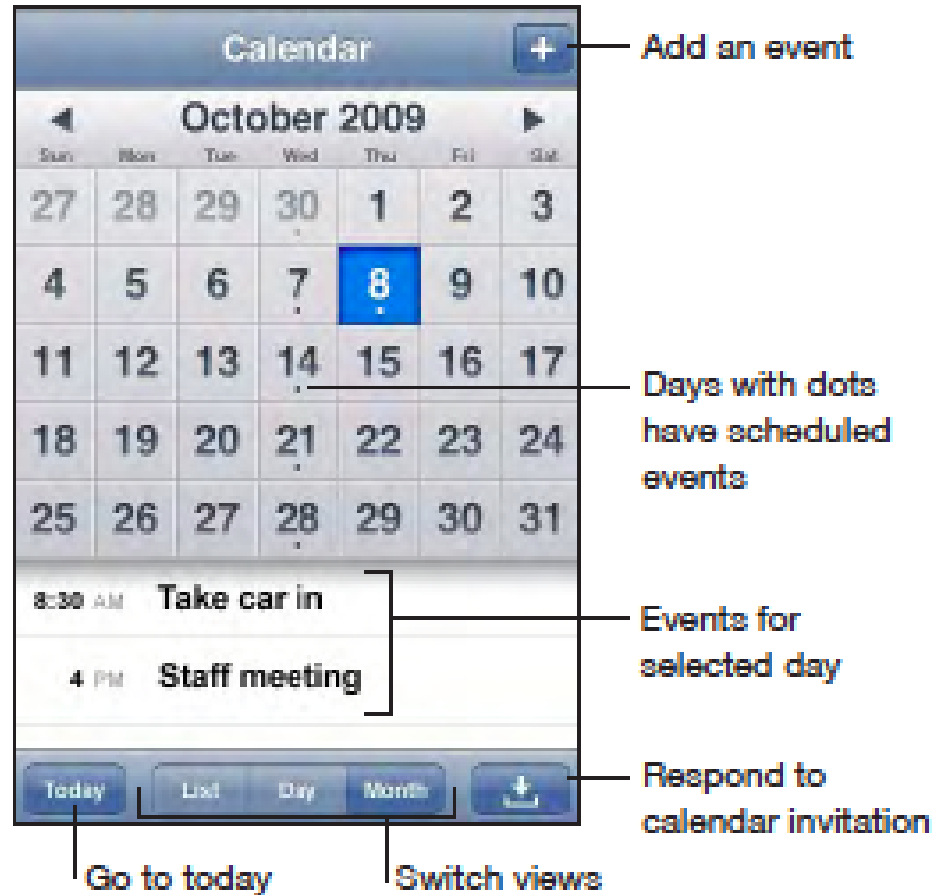 Calendar
+
Add an event
October 2009
Sun Mon Tue Wed Thu Fri Sat
27 28 29 30 1 2 3
4 5 6 7 8 9 10
11 12 13 14 15 16 17
Days with dots
have scheduled
events
18 19 20 21 22 23 24
25 26 27 28 29 30 31
8:30 AM Take car in
4 PM Staff meeting
Events for
selected day
Today List Day Month
Respond to
calendar invitation
Go to today
Switch views